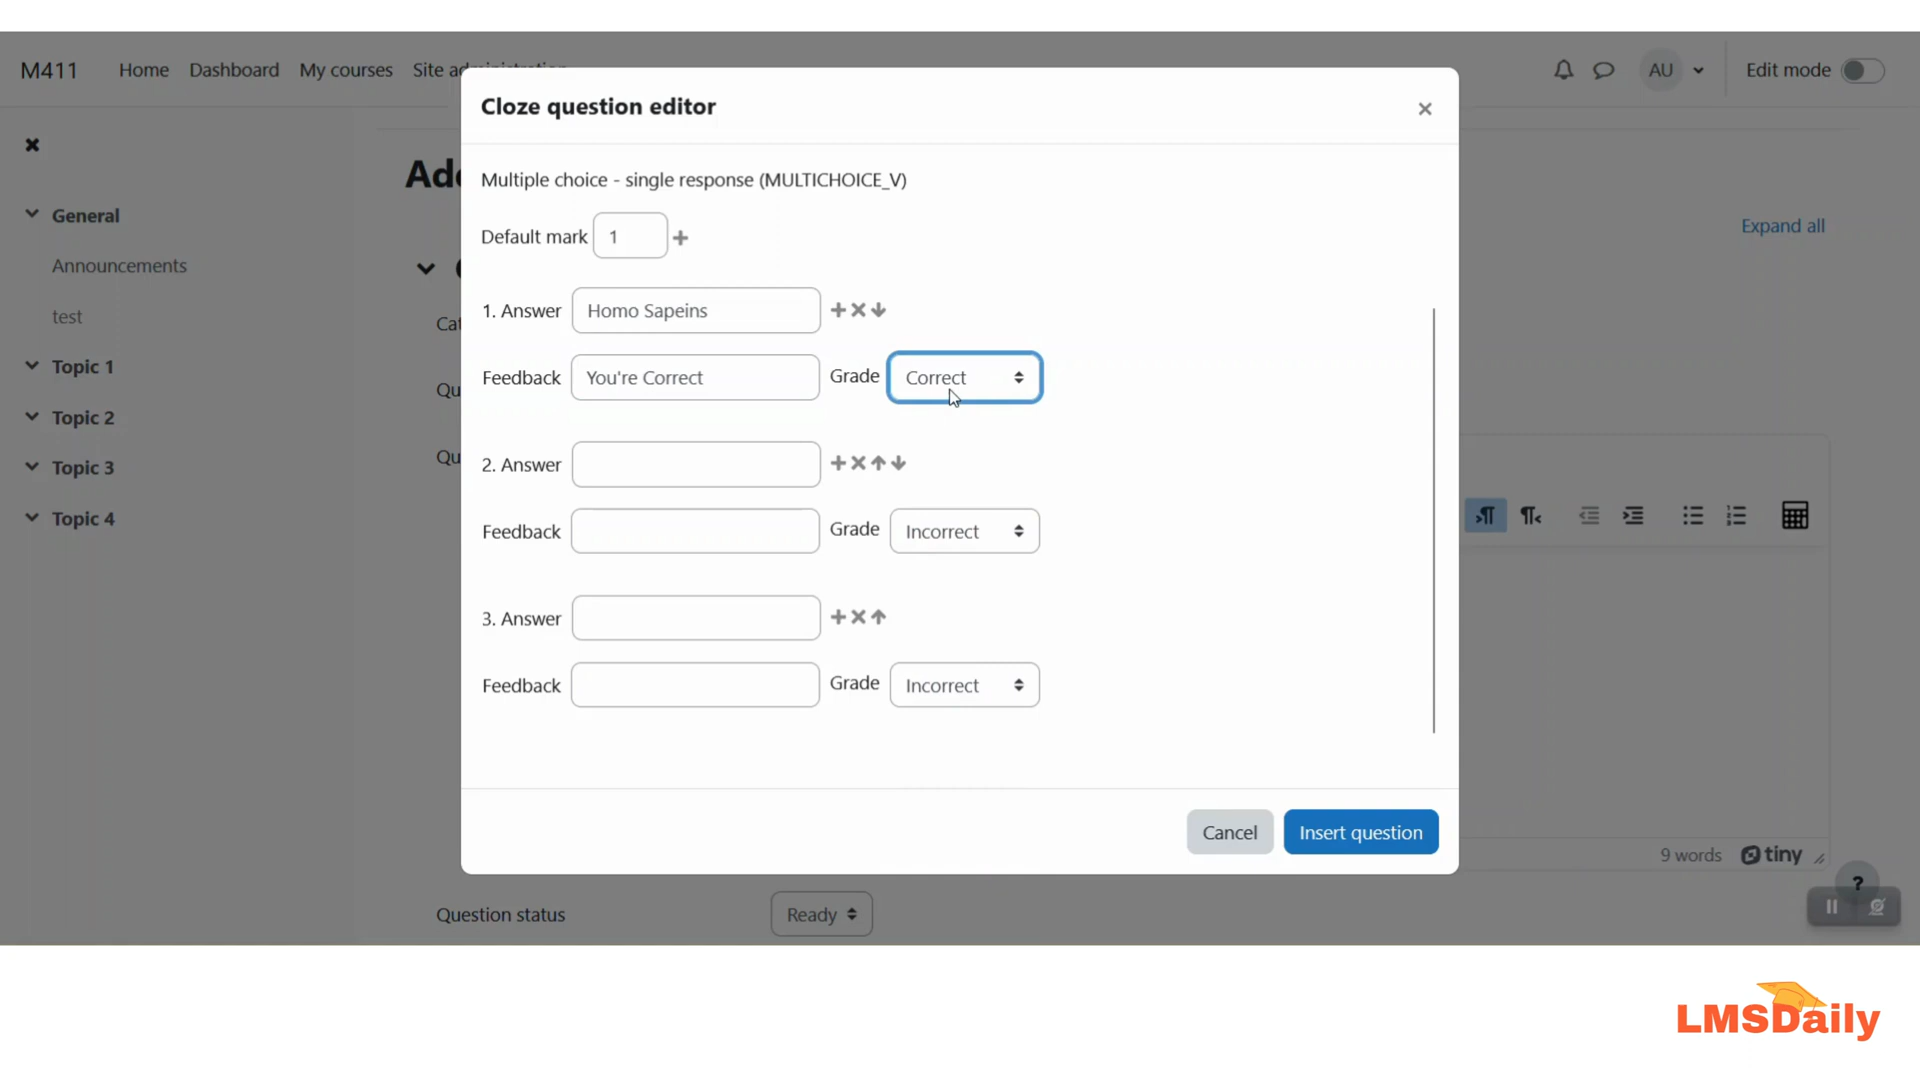 M411 Home Dashboard My courses Site administration AU Edit mode
Cloze question editor
Multiple choice - single response (MULTICHOICE_V)
Default mark 1
1. Answer Homo Sapeins
Feedback You're Correct Grade Correct
2. Answer
Feedback Grade Incorrect
3. Answer
Feedback Grade Incorrect
Cancel Insert question
General
Announcements
test
Topic 1
Topic 2
Topic 3
Topic 4
Expand all
9 words tiny
?
Question status Ready
LMSDaily